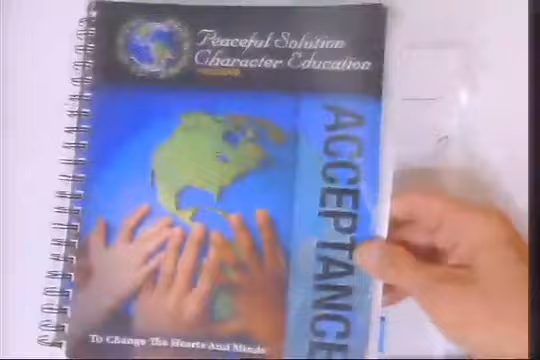 Peaceful Solution
Character Education
ACCEPTANCE
To Change The Hearts And Minds